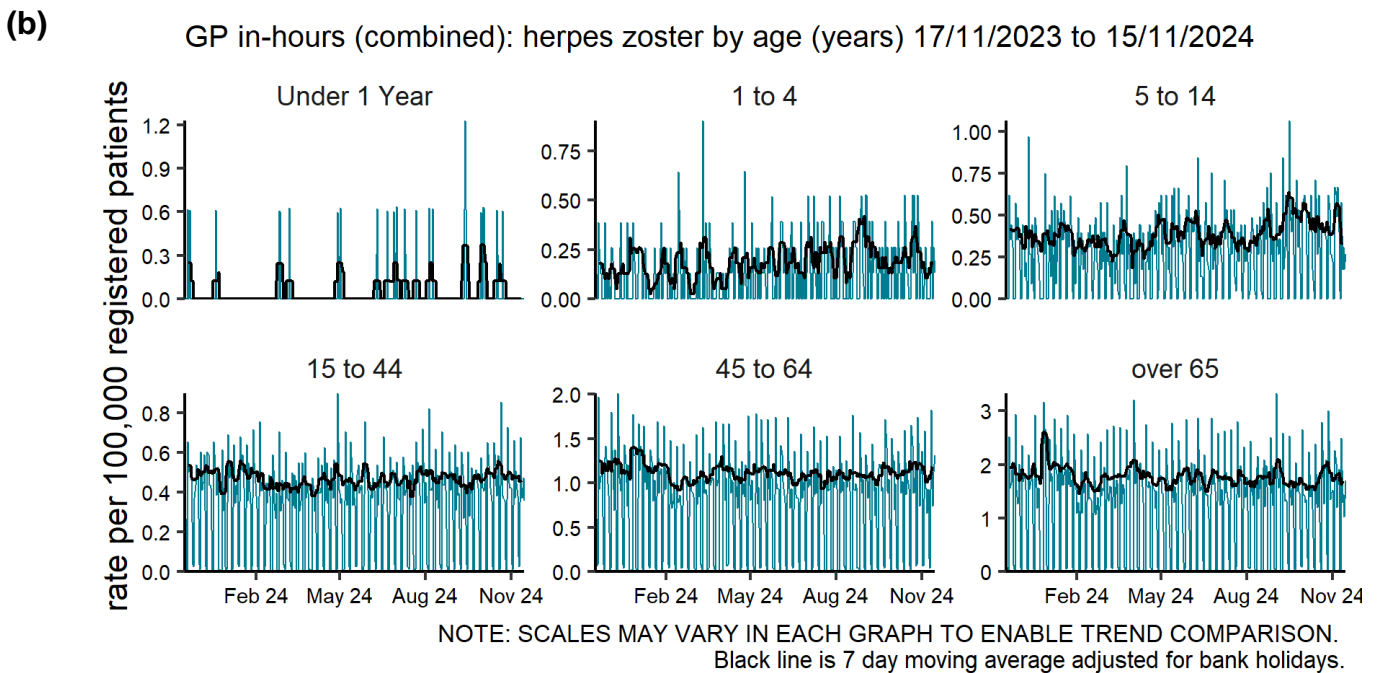 (b)
GP in-hours (combined): herpes zoster by age (years) 17/11/2023 to 15/11/2024
rate per 100,000 registered patients
Under 1 Year
1.2
0.9
0.6
0.3
0.0
1 to 4
0.75
0.50
0.25
0.00
5 to 14
1.00
0.75
0.50
0.25
0.00
15 to 44
0.8
0.6
0.4
0.2
0.0
Feb 24 May 24 Aug 24 Nov 24
45 to 64
2.0
1.5
1.0
0.5
0.0
Feb 24 May 24 Aug 24 Nov 24
over 65
3
2
1
0
Feb 24 May 24 Aug 24 Nov 24
NOTE: SCALES MAY VARY IN EACH GRAPH TO ENABLE TREND COMPARISON.
Black line is 7 day moving average adjusted for bank holidays.